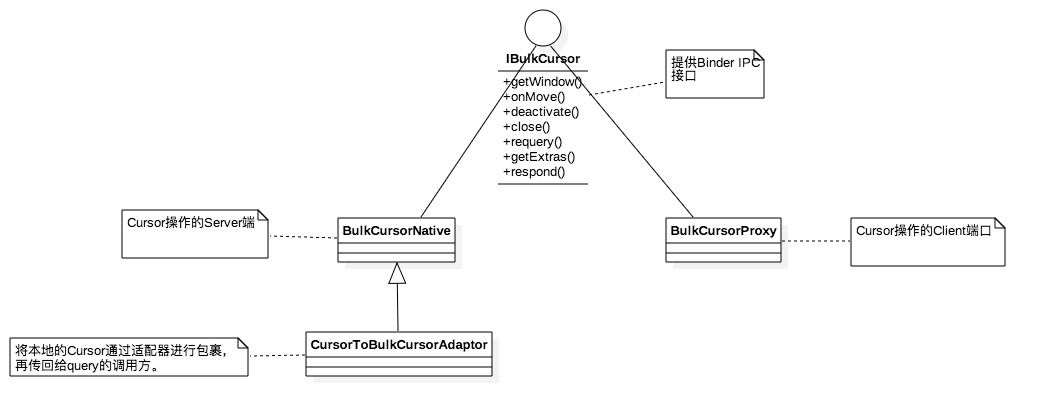 IBulkCursor
+getWindow()
+onMove()
+deactivate()
+close()
+requery()
+getExtras()
+respond()
提供Binder IPC
接口
Cursor操作的Server端
BulkCursorNative
BulkCursorProxy
Cursor操作的Client端口
将本地的Cursor通过适配器进行包裹，
再传回给query的调用方。
CursorToBulkCursorAdaptor